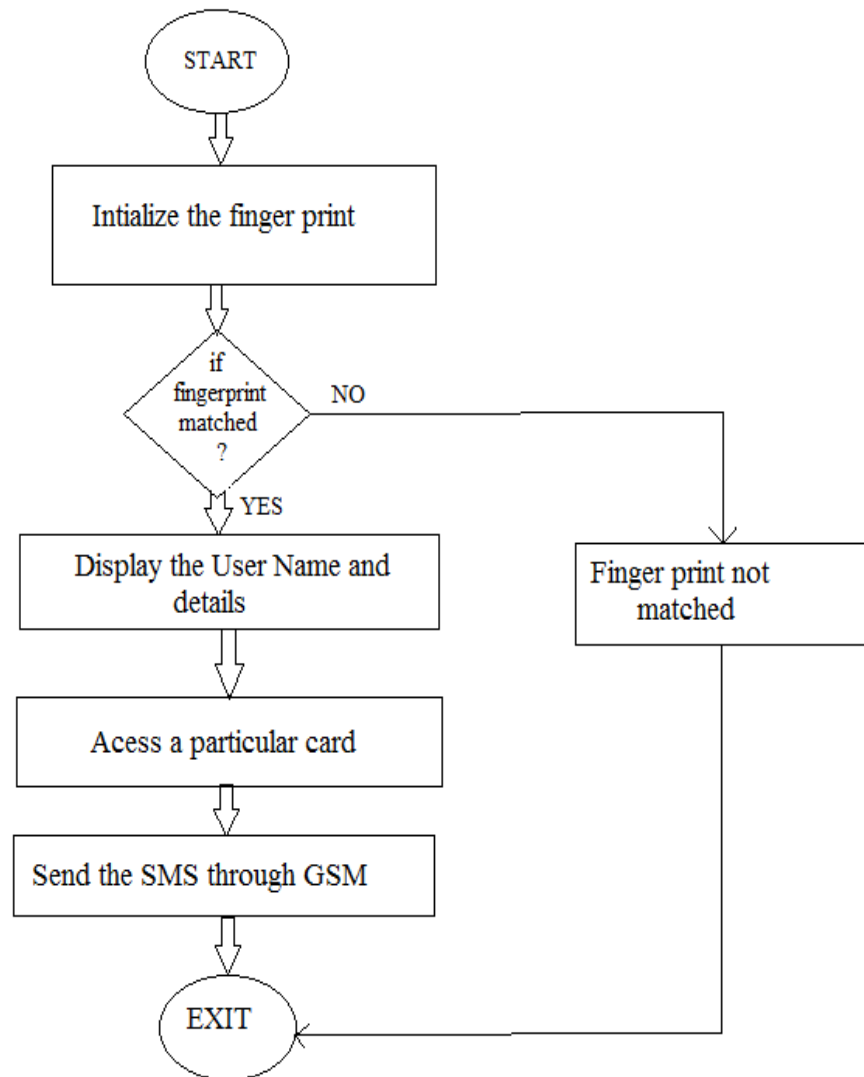 START
Intialize the finger print
if
fingerprint
matched
?
NO
YES
Display the User Name and
details
Finger print not
matched
Acess a particular card
Send the SMS through GSM
EXIT